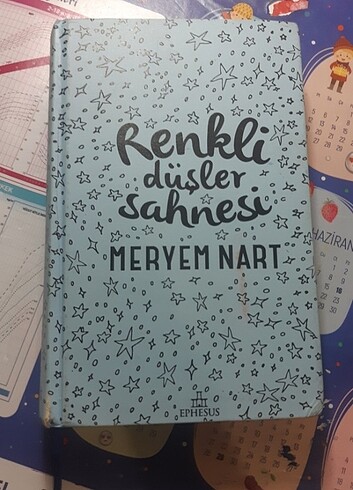 Renkli
düşler
sahnesi
MERYEM NART
EPHESUS
HAZİRAN